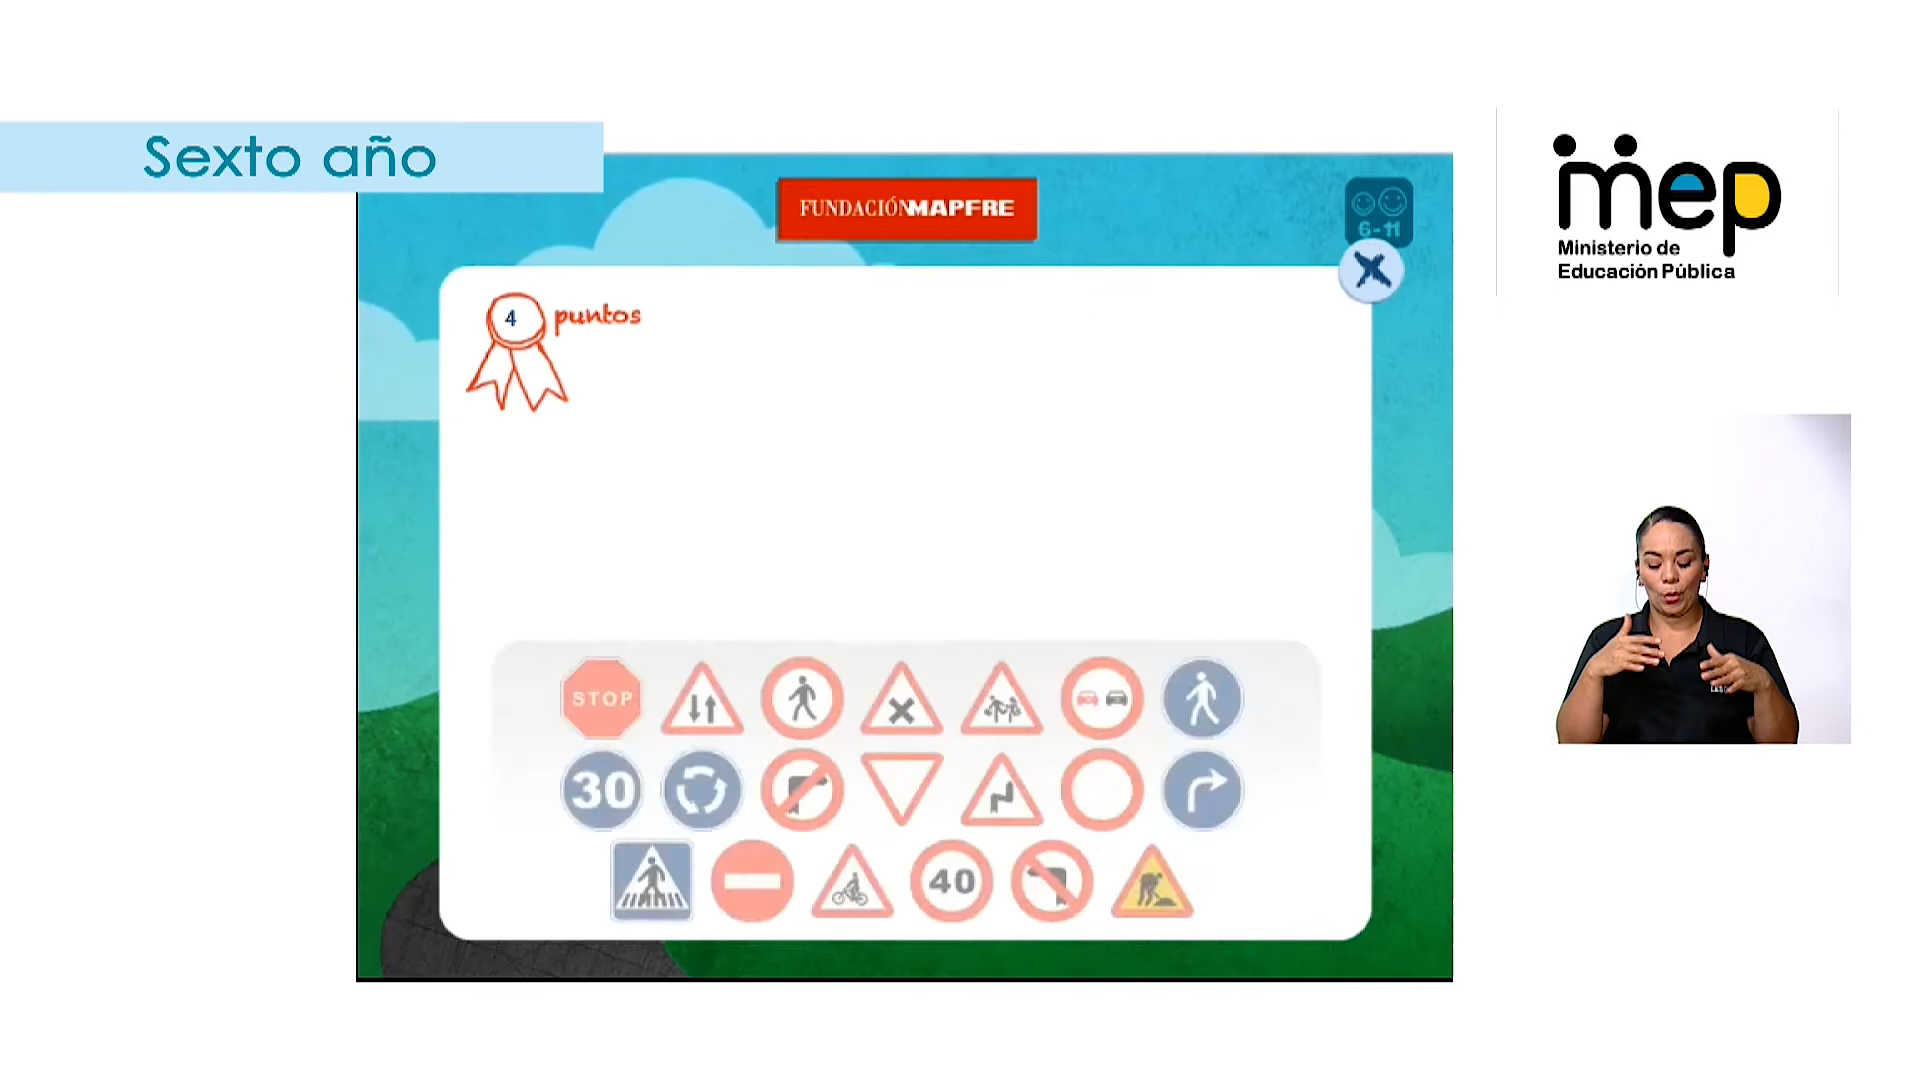 Sexto año
FUNDACIÓNMAPFRE
6-11
mep
Ministerio de
Educación Pública
4 puntos
STOP
30
40